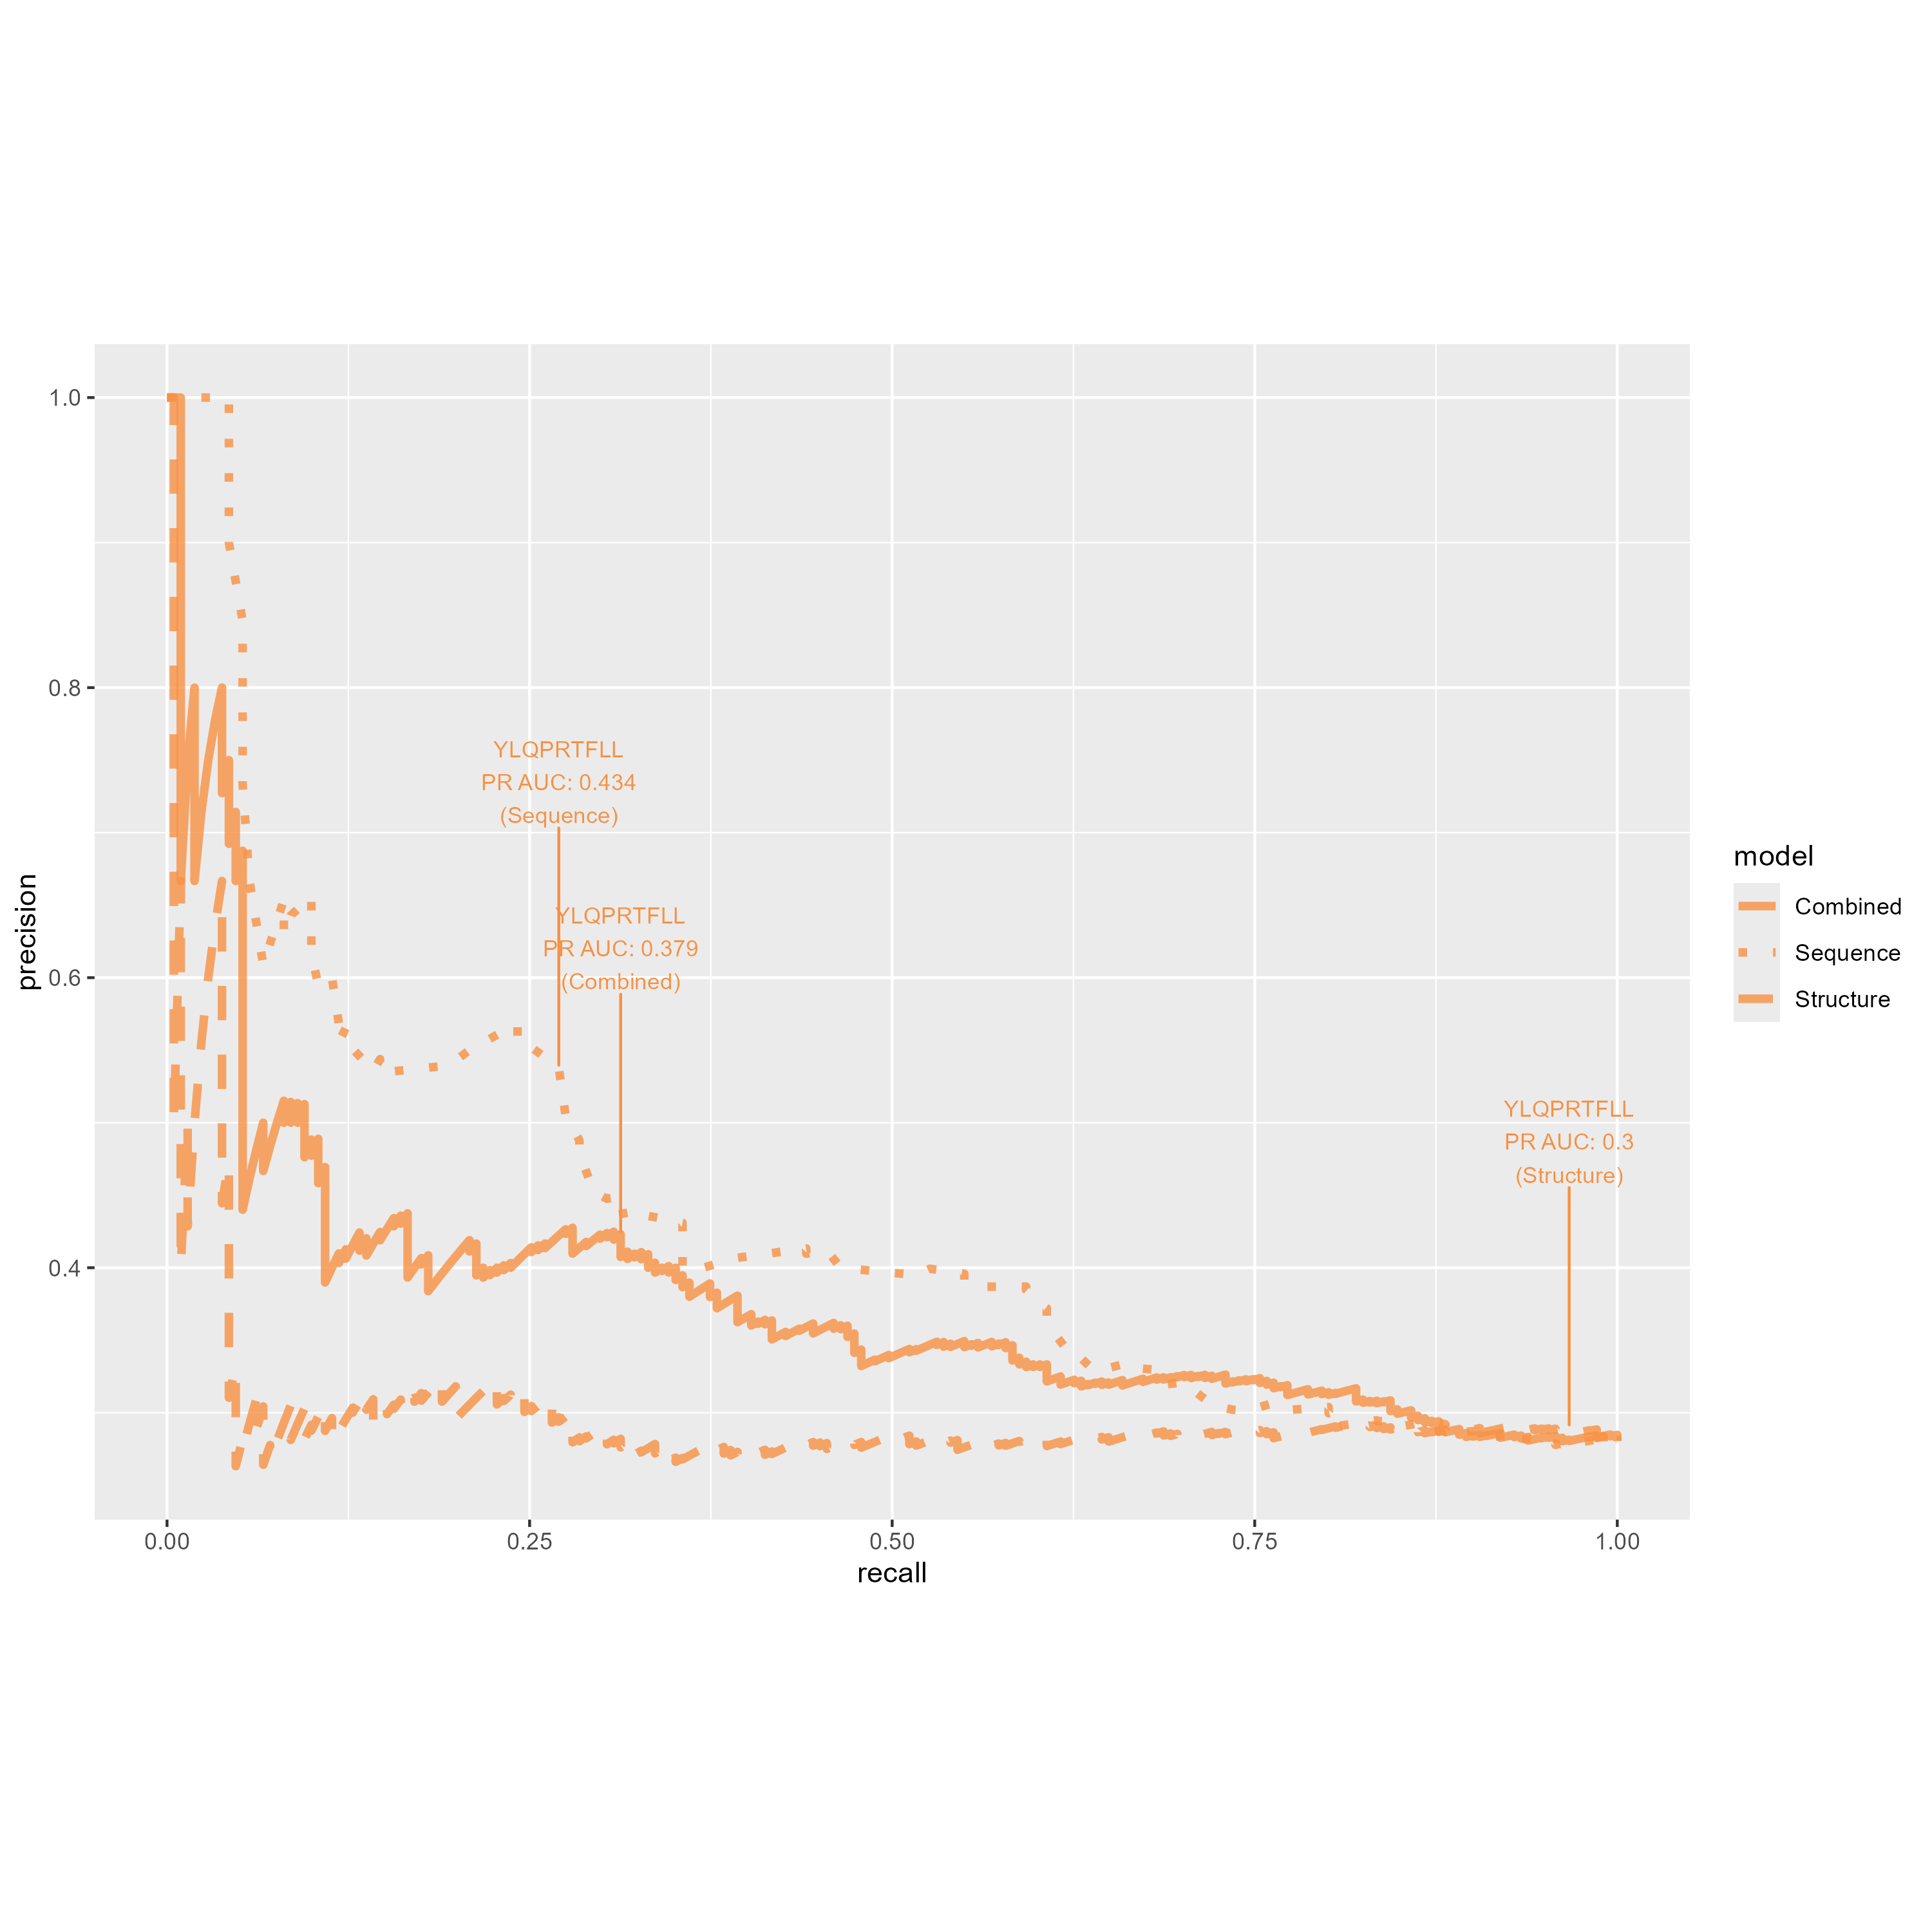 YLQPRTFLL
PR AUC: 0.434
(Sequence)
YLQPRTFLL
PR AUC: 0.379
(Combined)
YLQPRTFLL
PR AUC: 0.3
(Structure)
1.0
0.8
0.6
0.4
precision
0.00
0.25
0.50
0.75
1.00
recall
model
Combined
Sequence
Structure